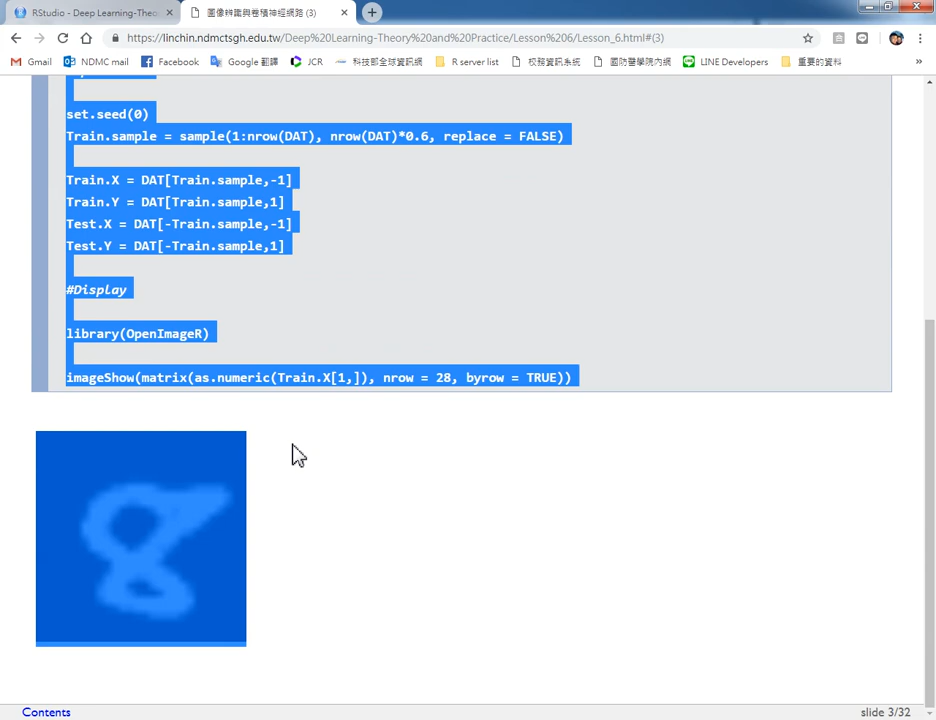 RStudio - Deep Learning-Theo
圖像辨識與卷積神經網路 (3)
https://linchin.ndmctsgh.edu.tw/Deep%20Learning-Theory%20and%20Practice/Lesson%206/Lesson_6.html#(3)
Gmail NDMC mail Facebook Google 翻譯 JCR 科技部全球資訊網 R server list 校務資訊系統 國防醫學院內網 LINE Developers 重要的資料 »
set.seed(0)
Train.sample = sample(1:nrow(DAT), nrow(DAT)*0.6, replace = FALSE)
Train.X = DAT[Train.sample,-1]
Train.Y = DAT[Train.sample,1]
Test.X = DAT[-Train.sample,-1]
Test.Y = DAT[-Train.sample,1]
#Display
library(OpenImageR)
imageShow(matrix(as.numeric(Train.X[1,]), nrow = 28, byrow = TRUE))
8
Contents
slide 3/32